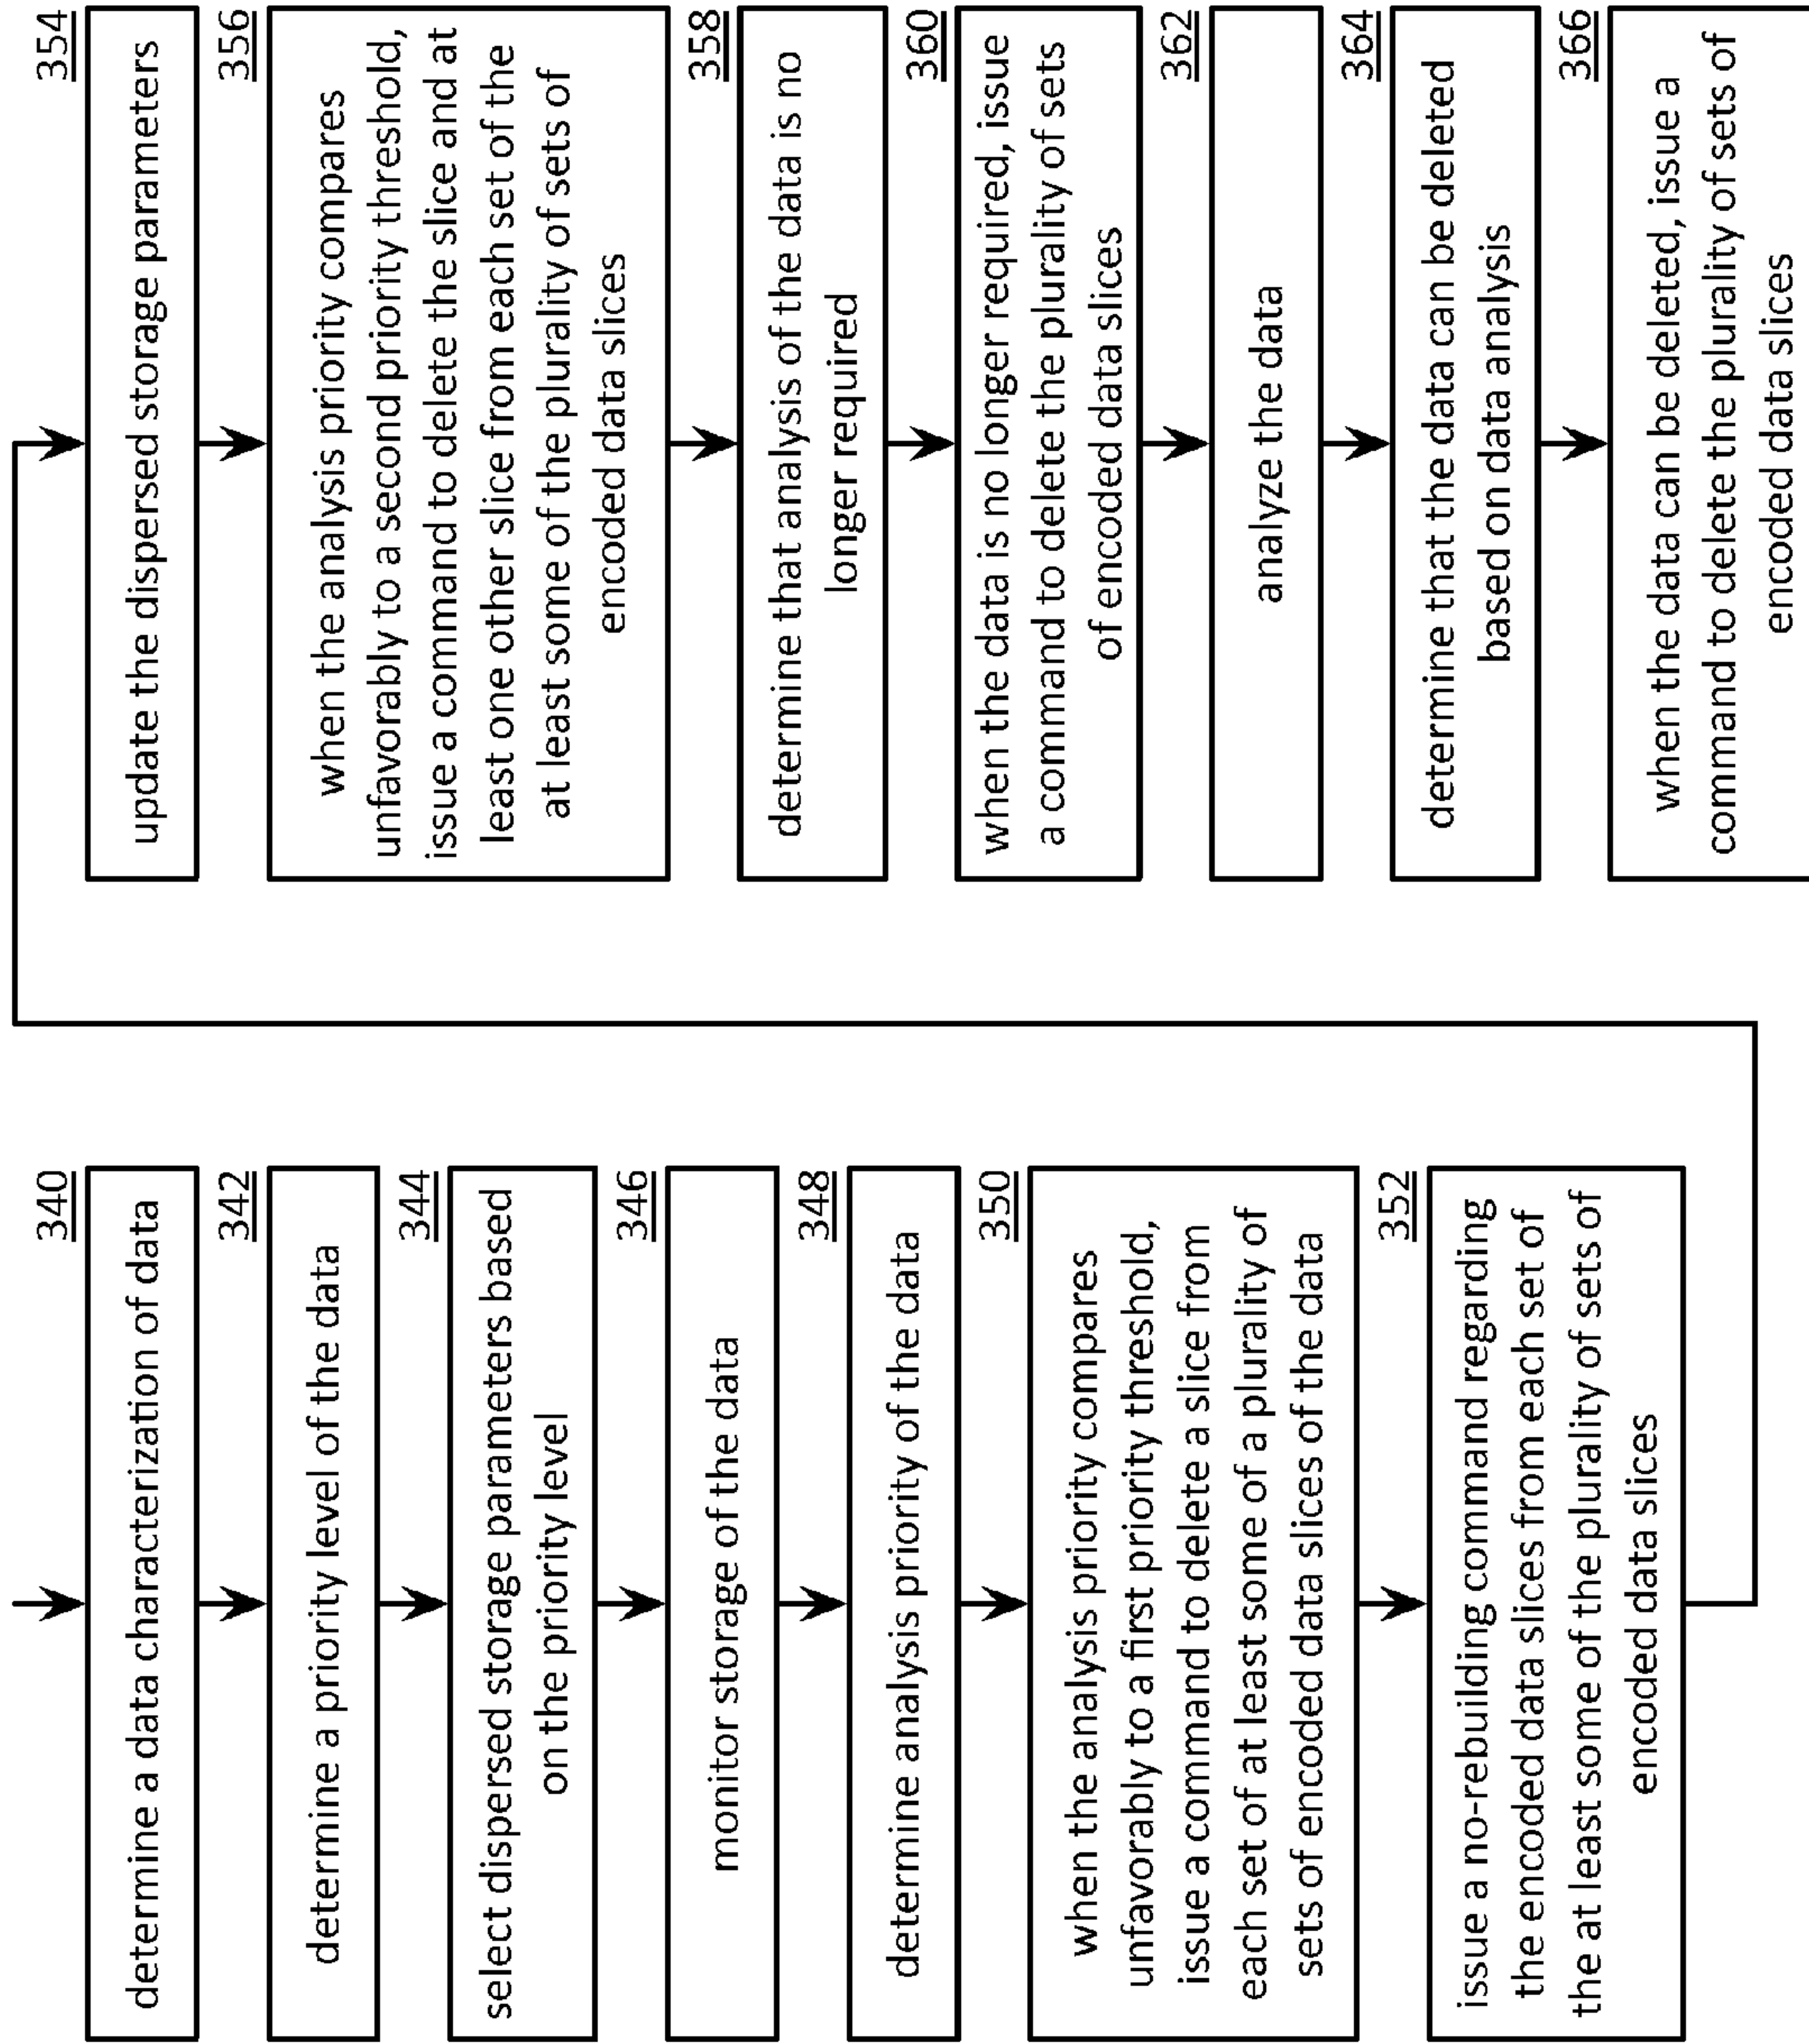 340
determine a data characterization of data
342
determine a priority level of the data
344
select dispersed storage parameters based
on the priority level
346
monitor storage of the data
348
determine analysis priority of the data
350
when the analysis priority compares
unfavorably to a first priority threshold,
issue a command to delete a slice from
each set of at least some of a plurality of
sets of encoded data slices of the data
352
issue a no-rebuilding command regarding
the encoded data slices from each set of
the at least some of the plurality of sets of
encoded data slices
354
update the dispersed storage parameters
356
when the analysis priority compares
unfavorably to a second priority threshold,
issue a command to delete the slice and at
least one other slice from each set of the
at least some of the plurality of sets of
encoded data slices
358
determine that analysis of the data is no
longer required
360
when the data is no longer required, issue
a command to delete the plurality of sets
of encoded data slices
362
analyze the data
364
determine that the data can be deleted
based on data analysis
366
when the data can be deleted, issue a
command to delete the plurality of sets of
encoded data slices